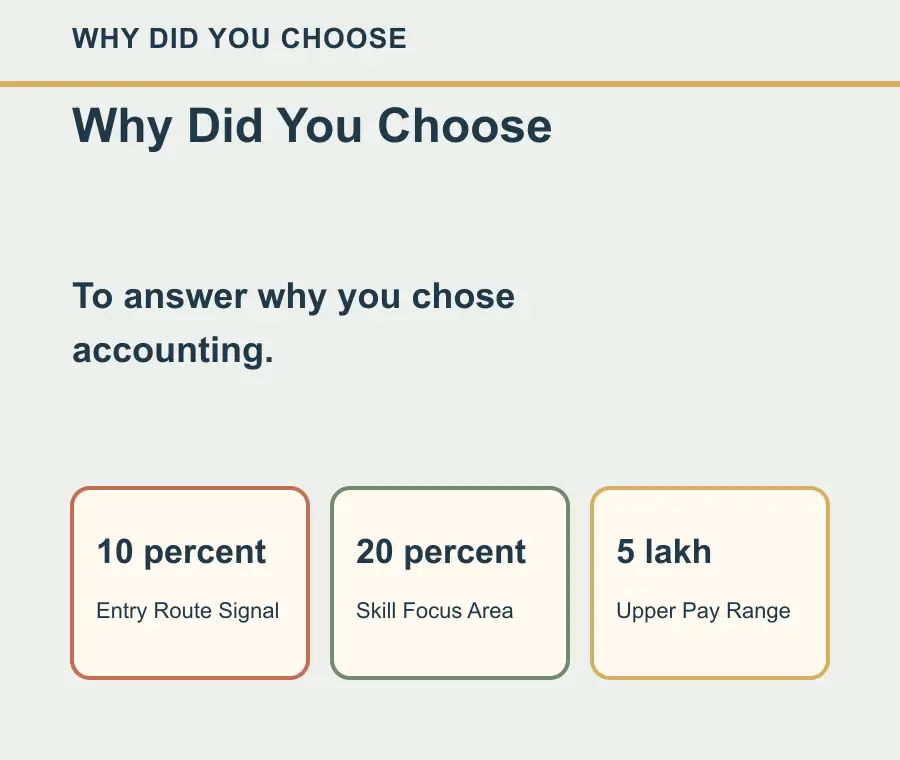 WHY DID YOU CHOOSE
Why Did You Choose
To answer why you chose
accounting.
10 percent
Entry Route Signal
20 percent
Skill Focus Area
5 lakh
Upper Pay Range